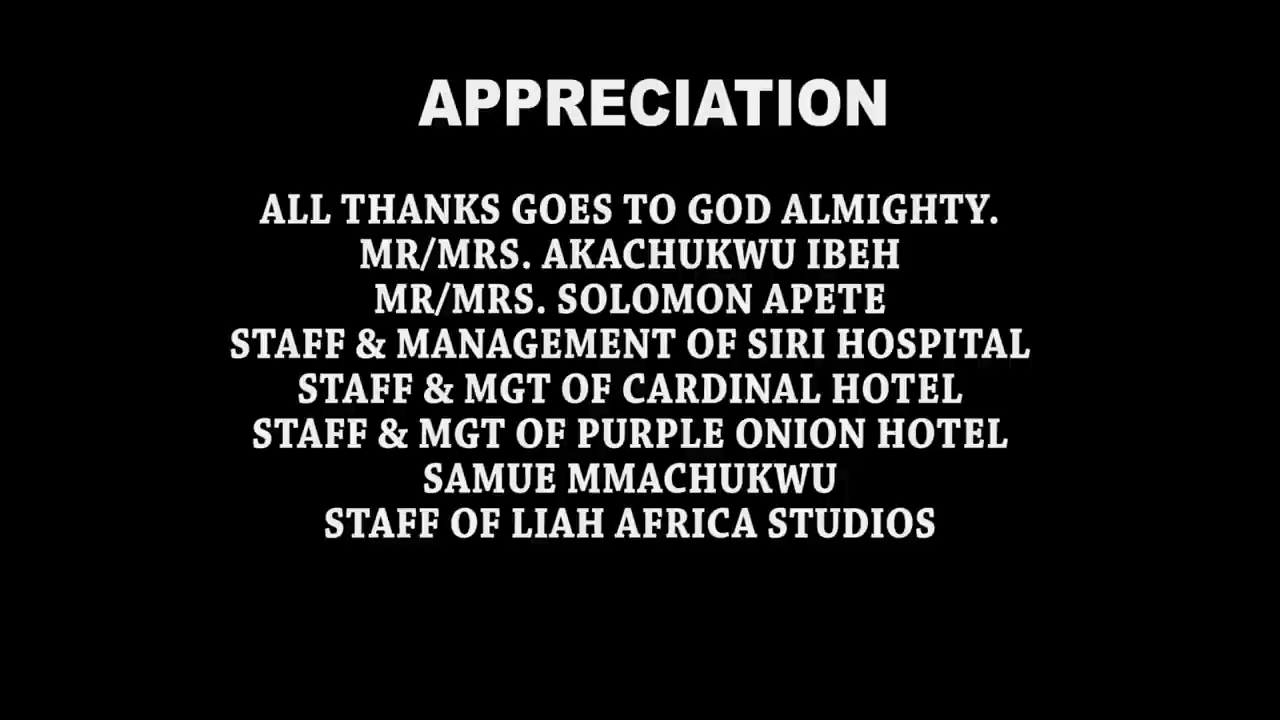 APPRECIATION
ALL THANKS GOES TO GOD ALMIGHTY.
MR/MRS. AKACHUKWU IBEH
MR/MRS. SOLOMON APETE
STAFF & MANAGEMENT OF SIRI HOSPITAL
STAFF & MGT OF CARDINAL HOTEL
STAFF & MGT OF PURPLE ONION HOTEL
SAMUE MMACHUKWU
STAFF OF LIAH AFRICA STUDIOS